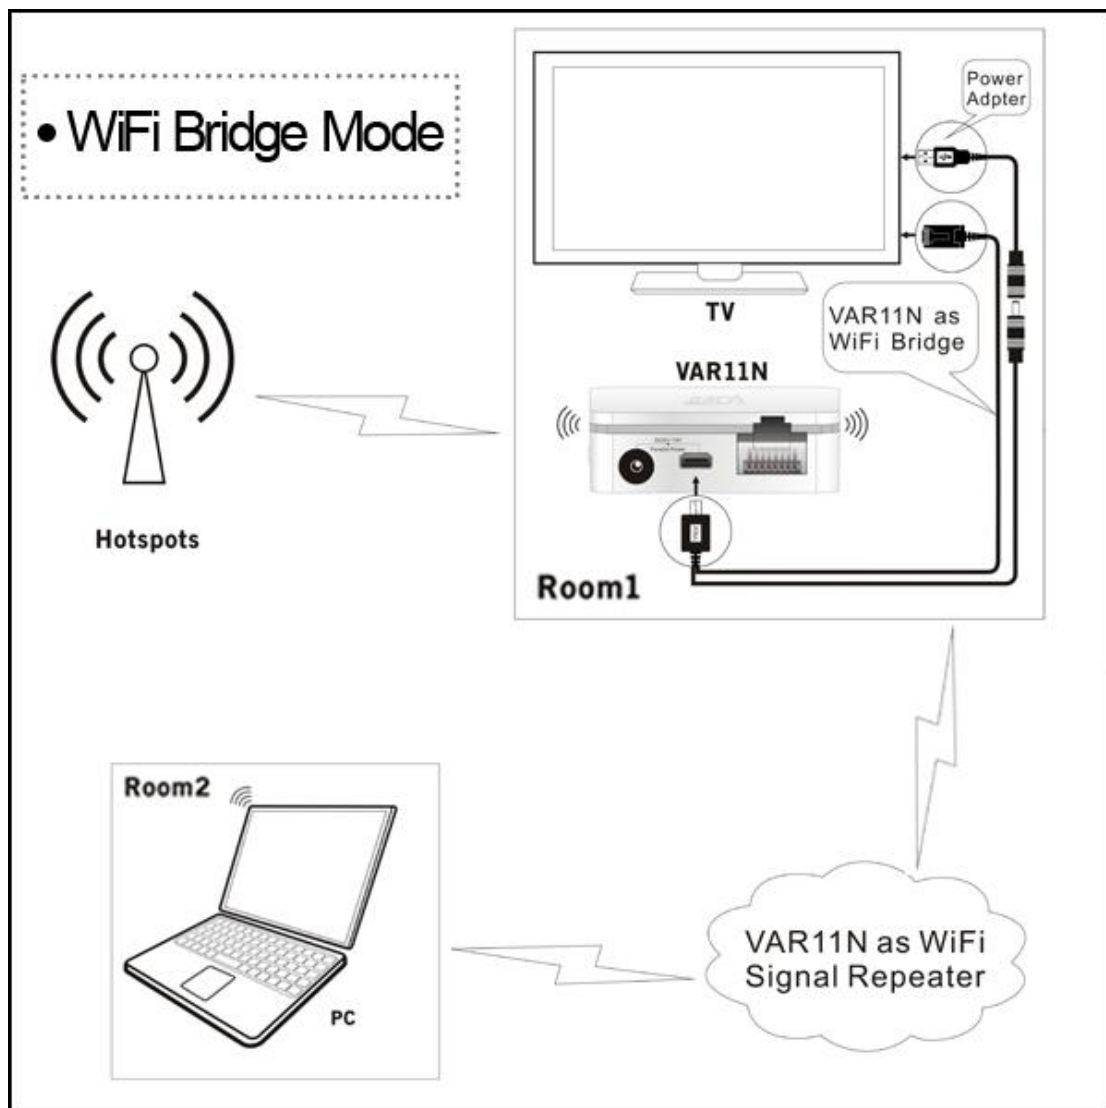 • WiFi Bridge Mode
Power
Adpter
TV
VAR11N as
WiFi Bridge
VAR11N
Hotspots
Room1
Room2
PC
VAR11N as WiFi
Signal Repeater